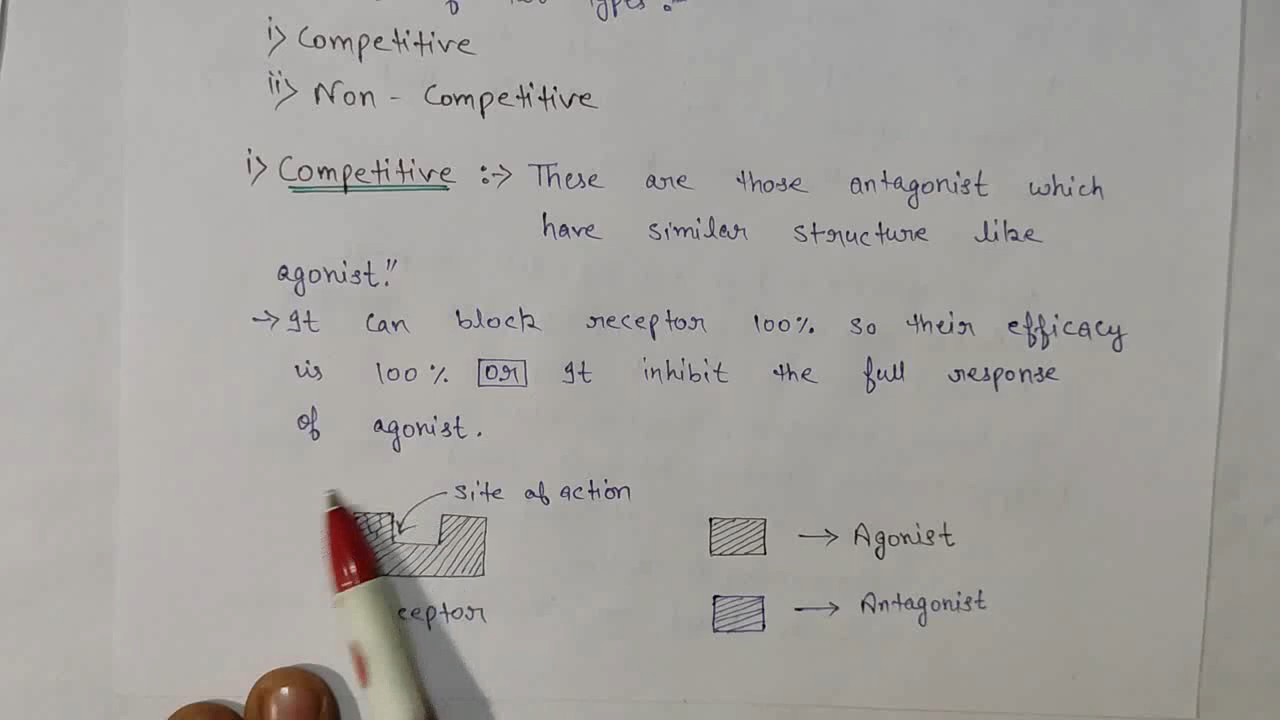 types :-
i> Competitive
ii> Non - Competitive
i> Competitive :-> These are those antagonist which
have similar structure like
agonist."
-> It can block receptor 100% so their efficacy
is 100% OR It inhibit the full response
of agonist.
site of action
-> Agonist
ceptor
-> Antagonist